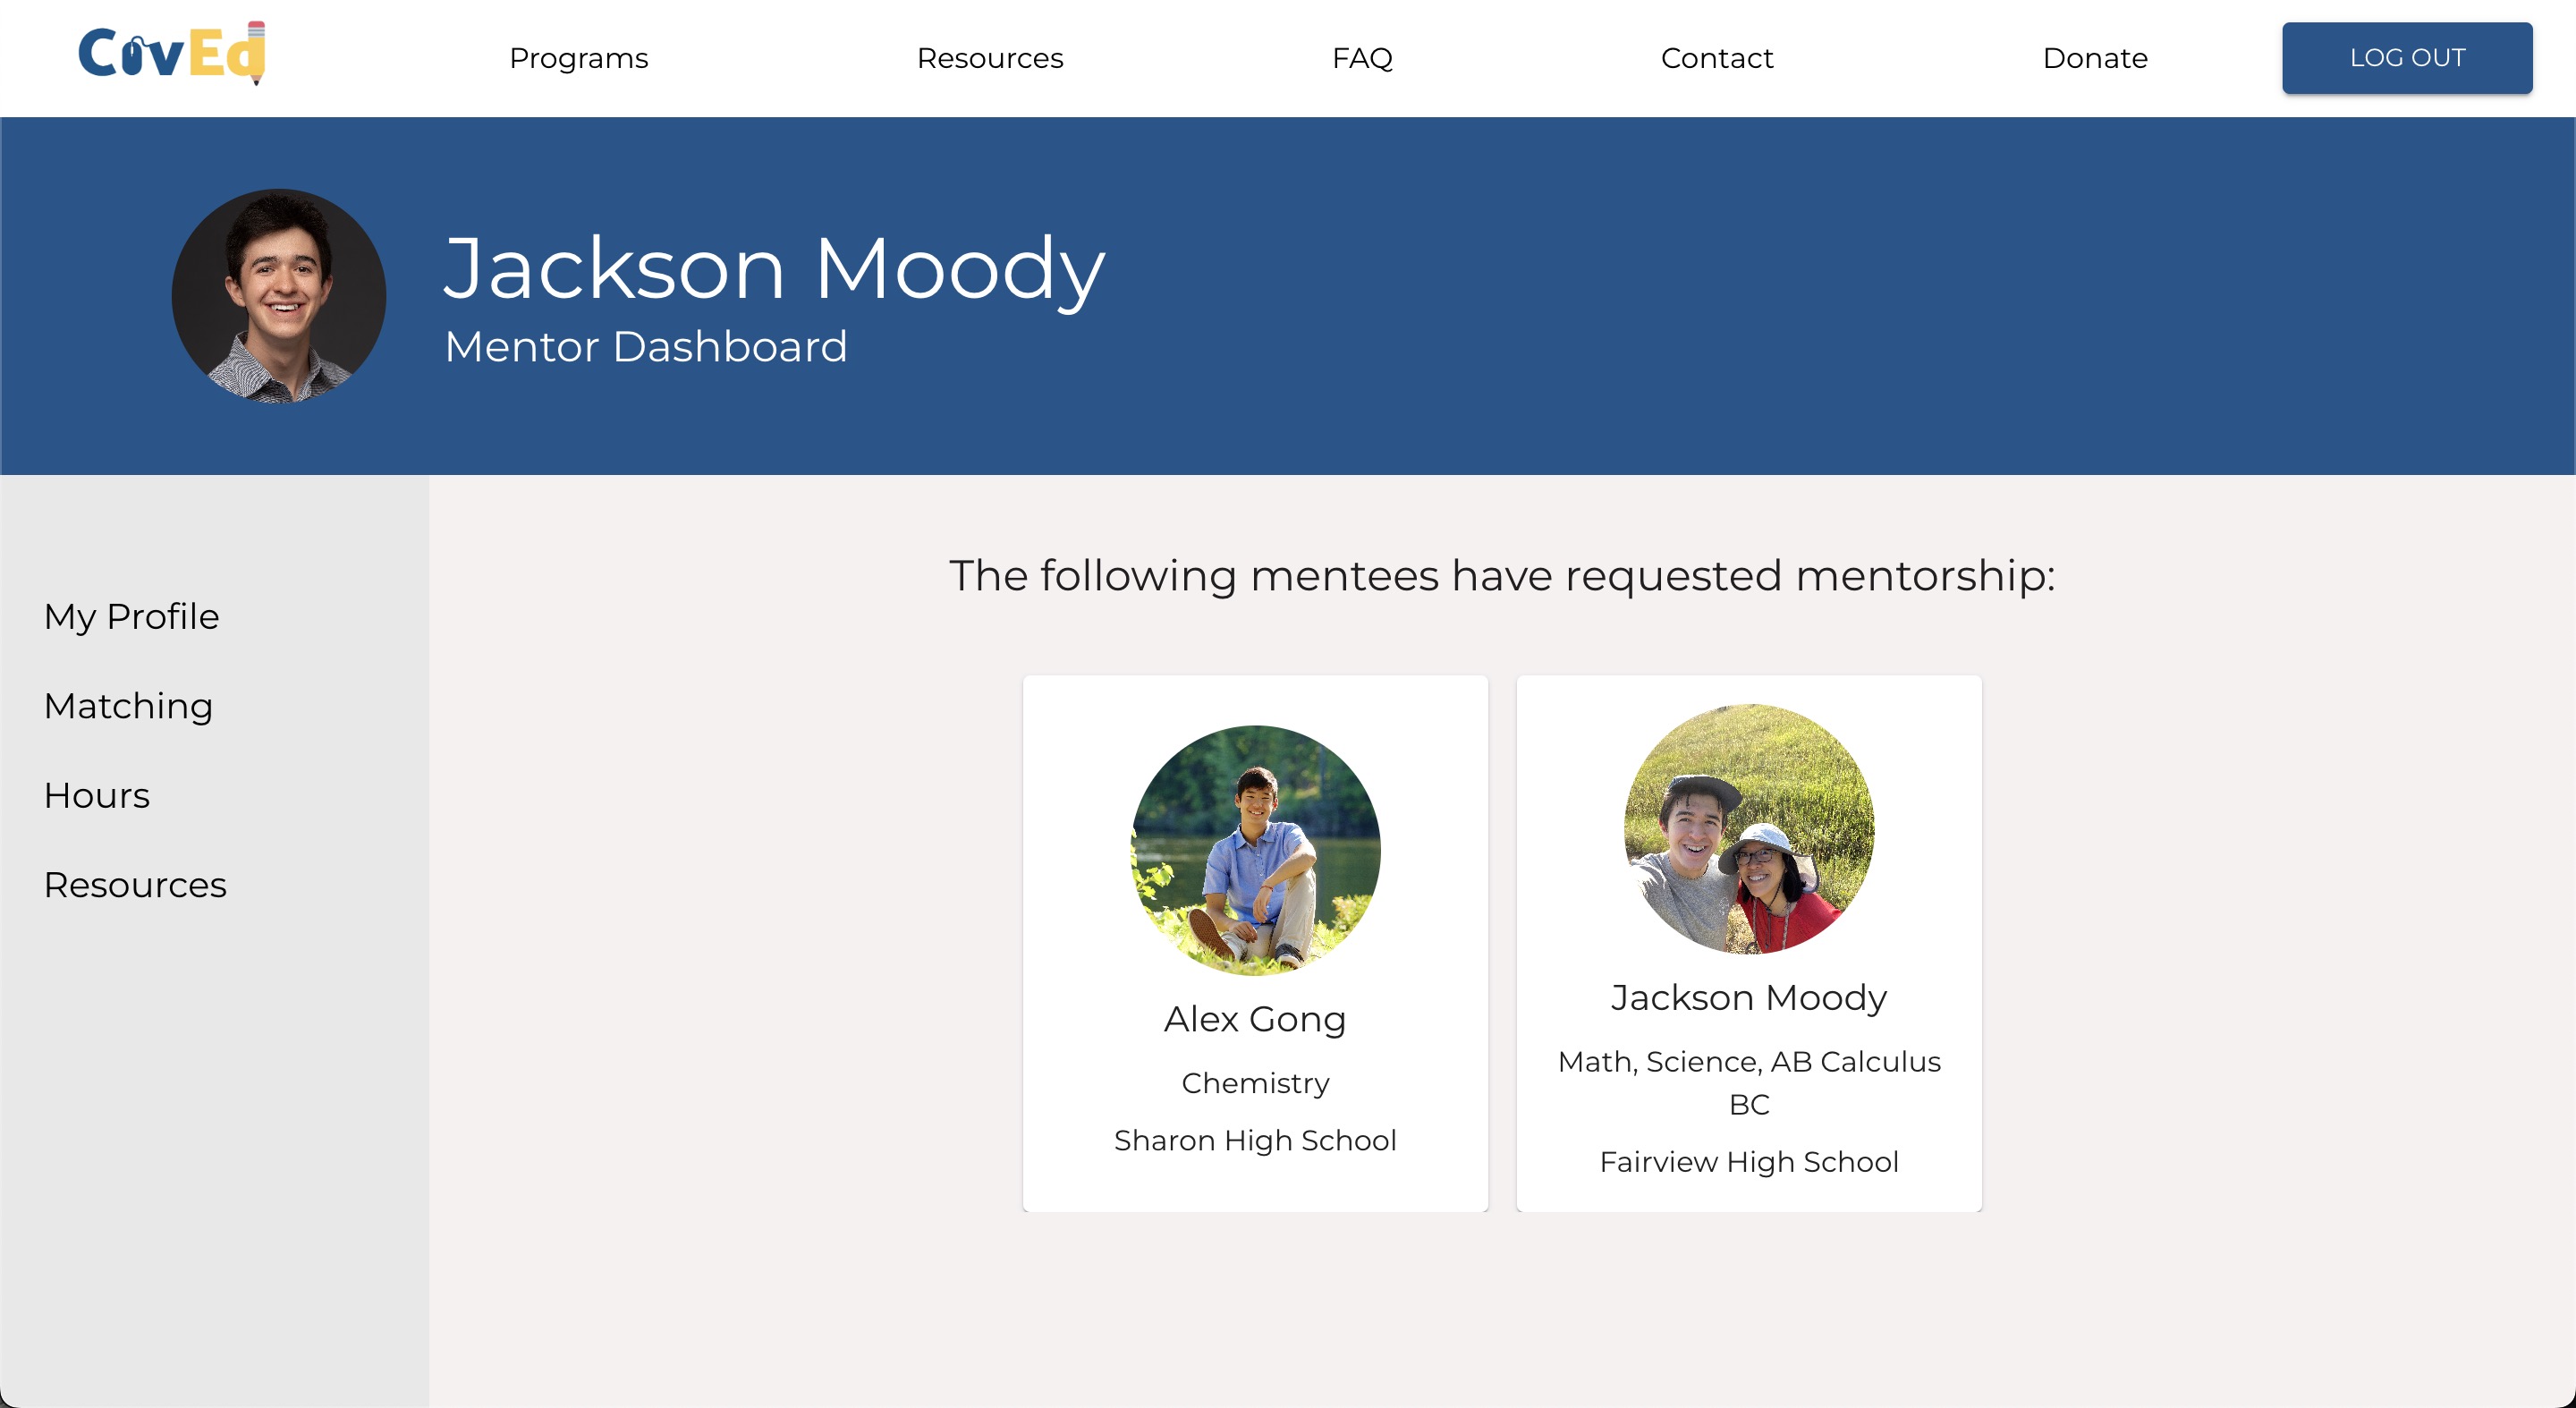 CovEd
Programs
Resources
FAQ
Contact
Donate
LOG OUT
Jackson Moody
Mentor Dashboard
My Profile
Matching
Hours
Resources
The following mentees have requested mentorship:
Alex Gong
Chemistry
Sharon High School
Jackson Moody
Math, Science, AB Calculus
BC
Fairview High School